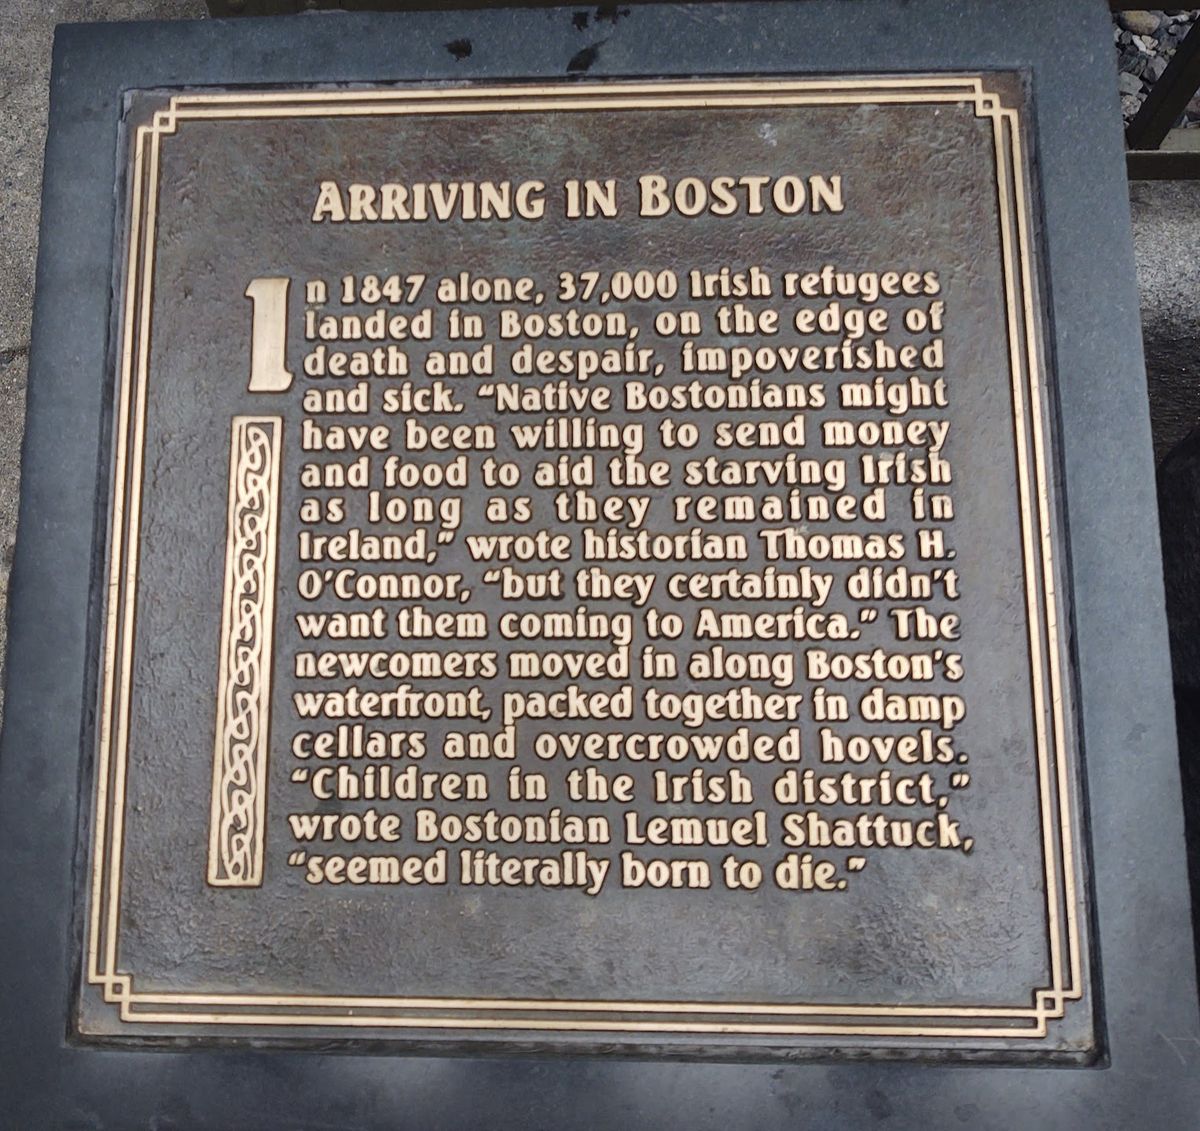 ARRIVING IN BOSTON
In 1847 alone, 37,000 Irish refugees
landed in Boston, on the edge of
death and despair, impoverished
and sick. “Native Bostonians might
have been willing to send money
and food to aid the starving Irish
as long as they remained in
Ireland,” wrote historian Thomas H.
O’Connor, “but they certainly didn’t
want them coming to America.” The
newcomers moved in along Boston’s
waterfront, packed together in damp
cellars and overcrowded hovels.
“Children in the Irish district,”
wrote Bostonian Lemuel Shattuck,
“seemed literally born to die.”